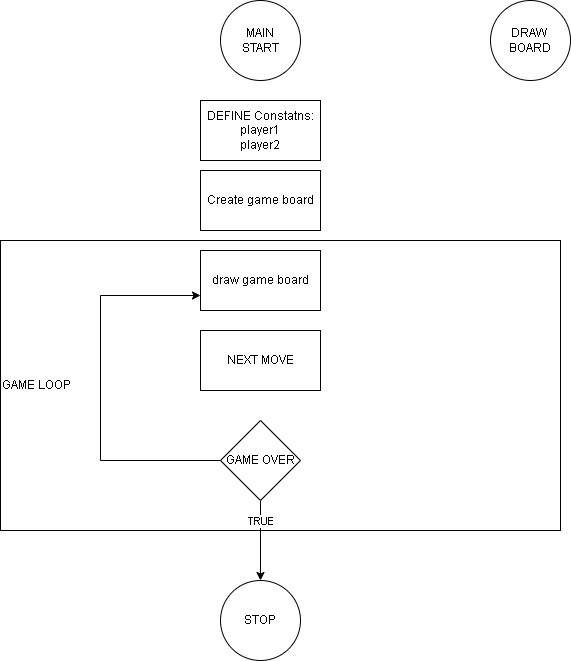 MAIN
START
DRAW
BOARD
DEFINE Constatns:
player1
player2
Create game board
draw game board
NEXT MOVE
GAME LOOP
GAME OVER
TRUE
STOP